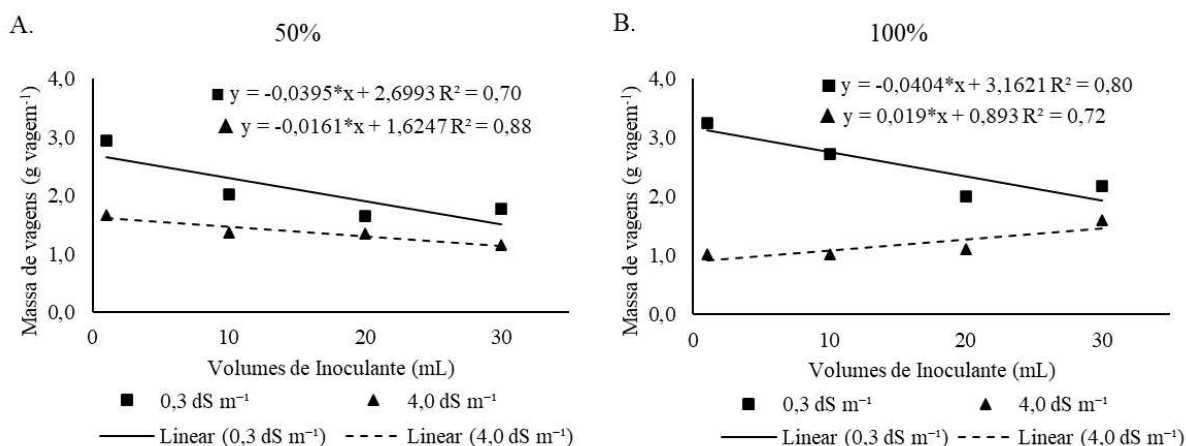 A.
50%
■ y = -0,0395*x + 2,6993 R² = 0,70
▲ y = -0,0161*x + 1,6247 R² = 0,88
Massa de vagens (g vagem⁻¹)
4,0
3,0
2,0
1,0
0,0
0 10 20 30
Volumes de Inoculante (mL)
■ 0,3 dS m⁻¹ ▲ 4,0 dS m⁻¹
Linear (0,3 dS m⁻¹) Linear (4,0 dS m⁻¹)
B.
100%
■ y = -0,0404*x + 3,1621 R² = 0,80
▲ y = 0,019*x + 0,893 R² = 0,72
Massa de vagens (g vagem⁻¹)
4,0
3,0
2,0
1,0
0,0
0 10 20 30
Volumes de Inoculante (mL)
■ 0,3 dS m⁻¹ ▲ 4,0 dS m⁻¹
Linear (0,3 dS m⁻¹) Linear (4,0 dS m⁻¹)